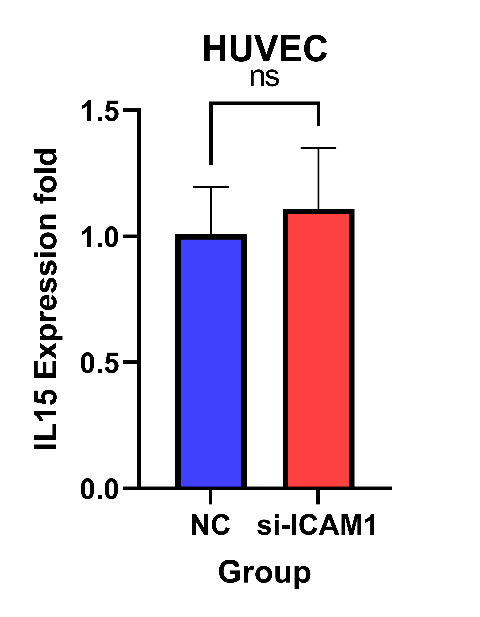 HUVEC
ns
IL15 Expression fold
1.5
1.0
0.5
0.0
NC si-ICAM1
Group